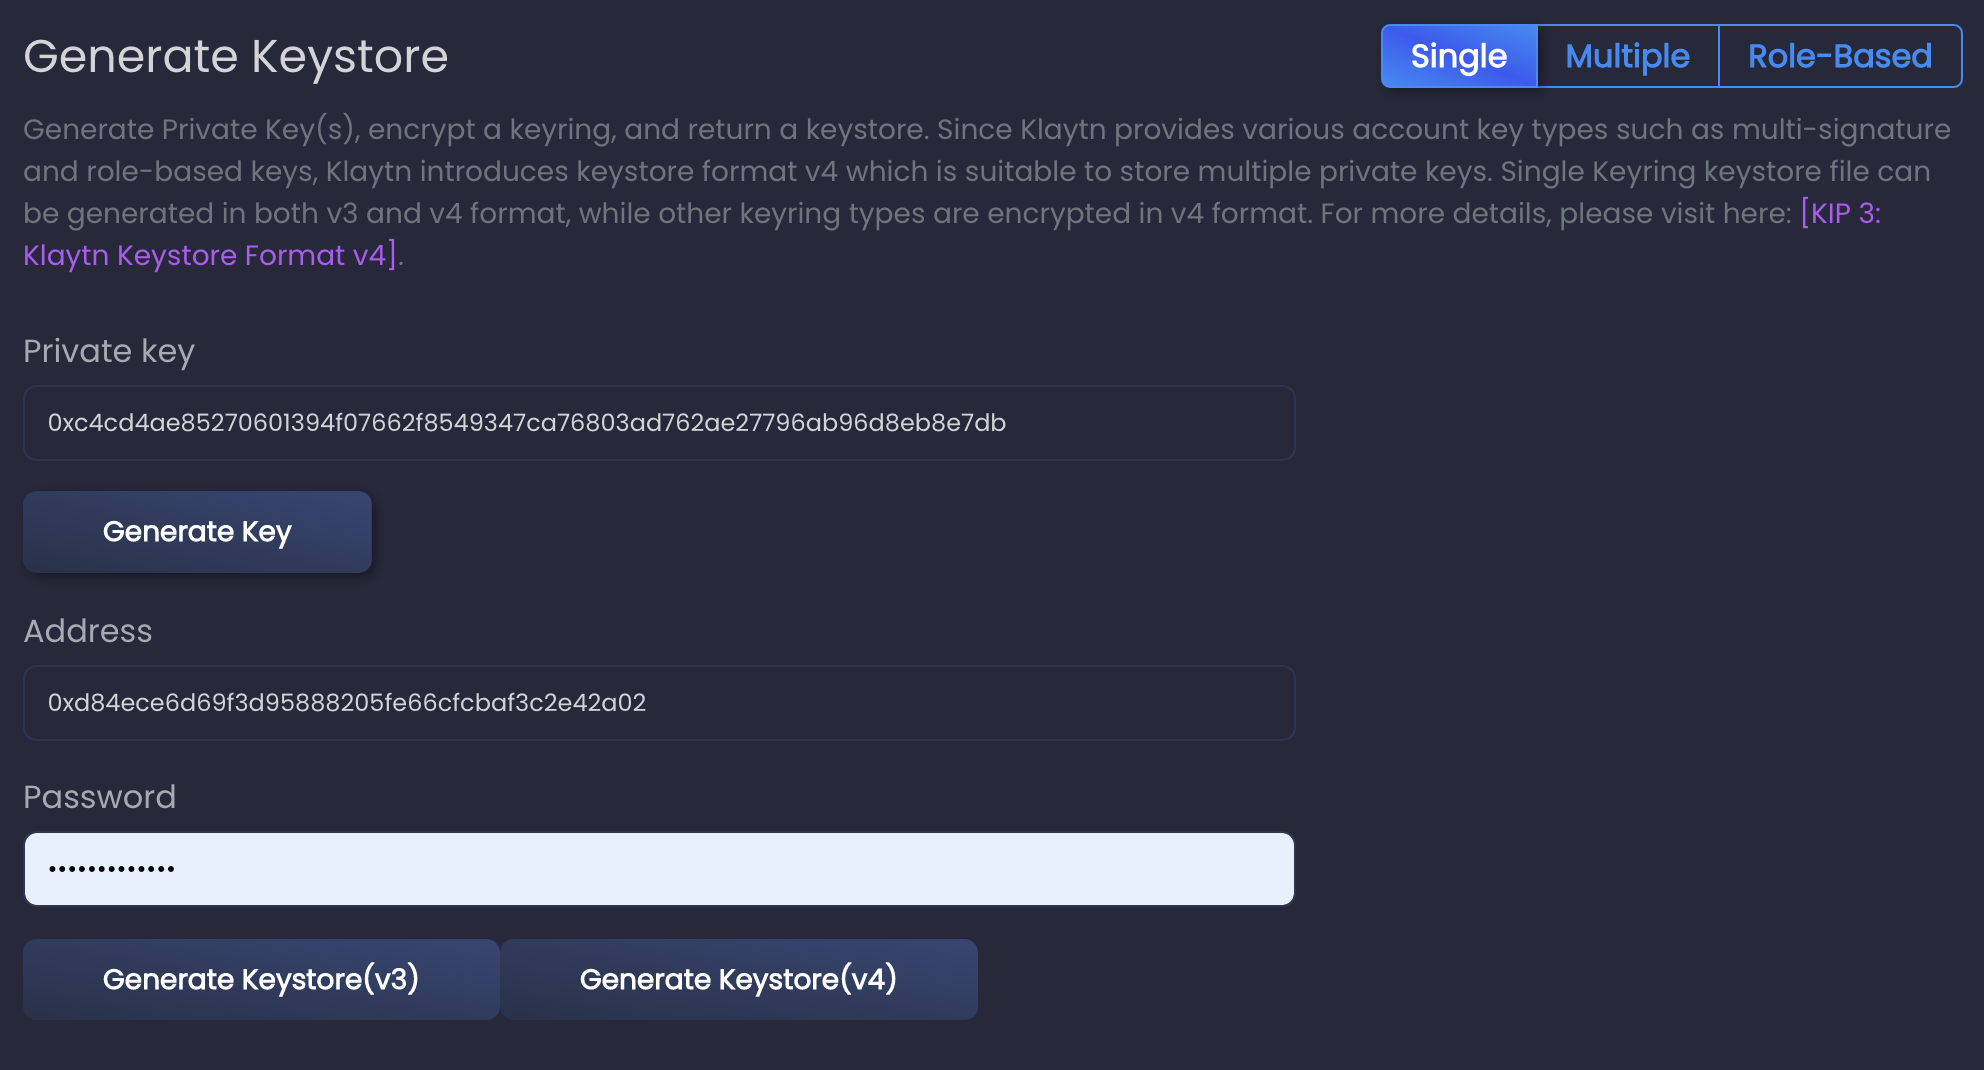 Generate Keystore
Single
Multiple
Role-Based
Generate Private Key(s), encrypt a keyring, and return a keystore. Since Klaytn provides various account key types such as multi-signature
and role-based keys, Klaytn introduces keystore format v4 which is suitable to store multiple private keys. Single Keyring keystore file can
be generated in both v3 and v4 format, while other keyring types are encrypted in v4 format. For more details, please visit here: [KIP 3:
Klaytn Keystore Format v4].
Private key
0xc4cd4ae85270601394f07662f8549347ca76803ad762ae27796ab96d8eb8e7db
Generate Key
Address
0xd84ece6d69f3d95888205fe66cfcbaf3c2e42a02
Password
•••••••••••••
Generate Keystore(v3)
Generate Keystore(v4)